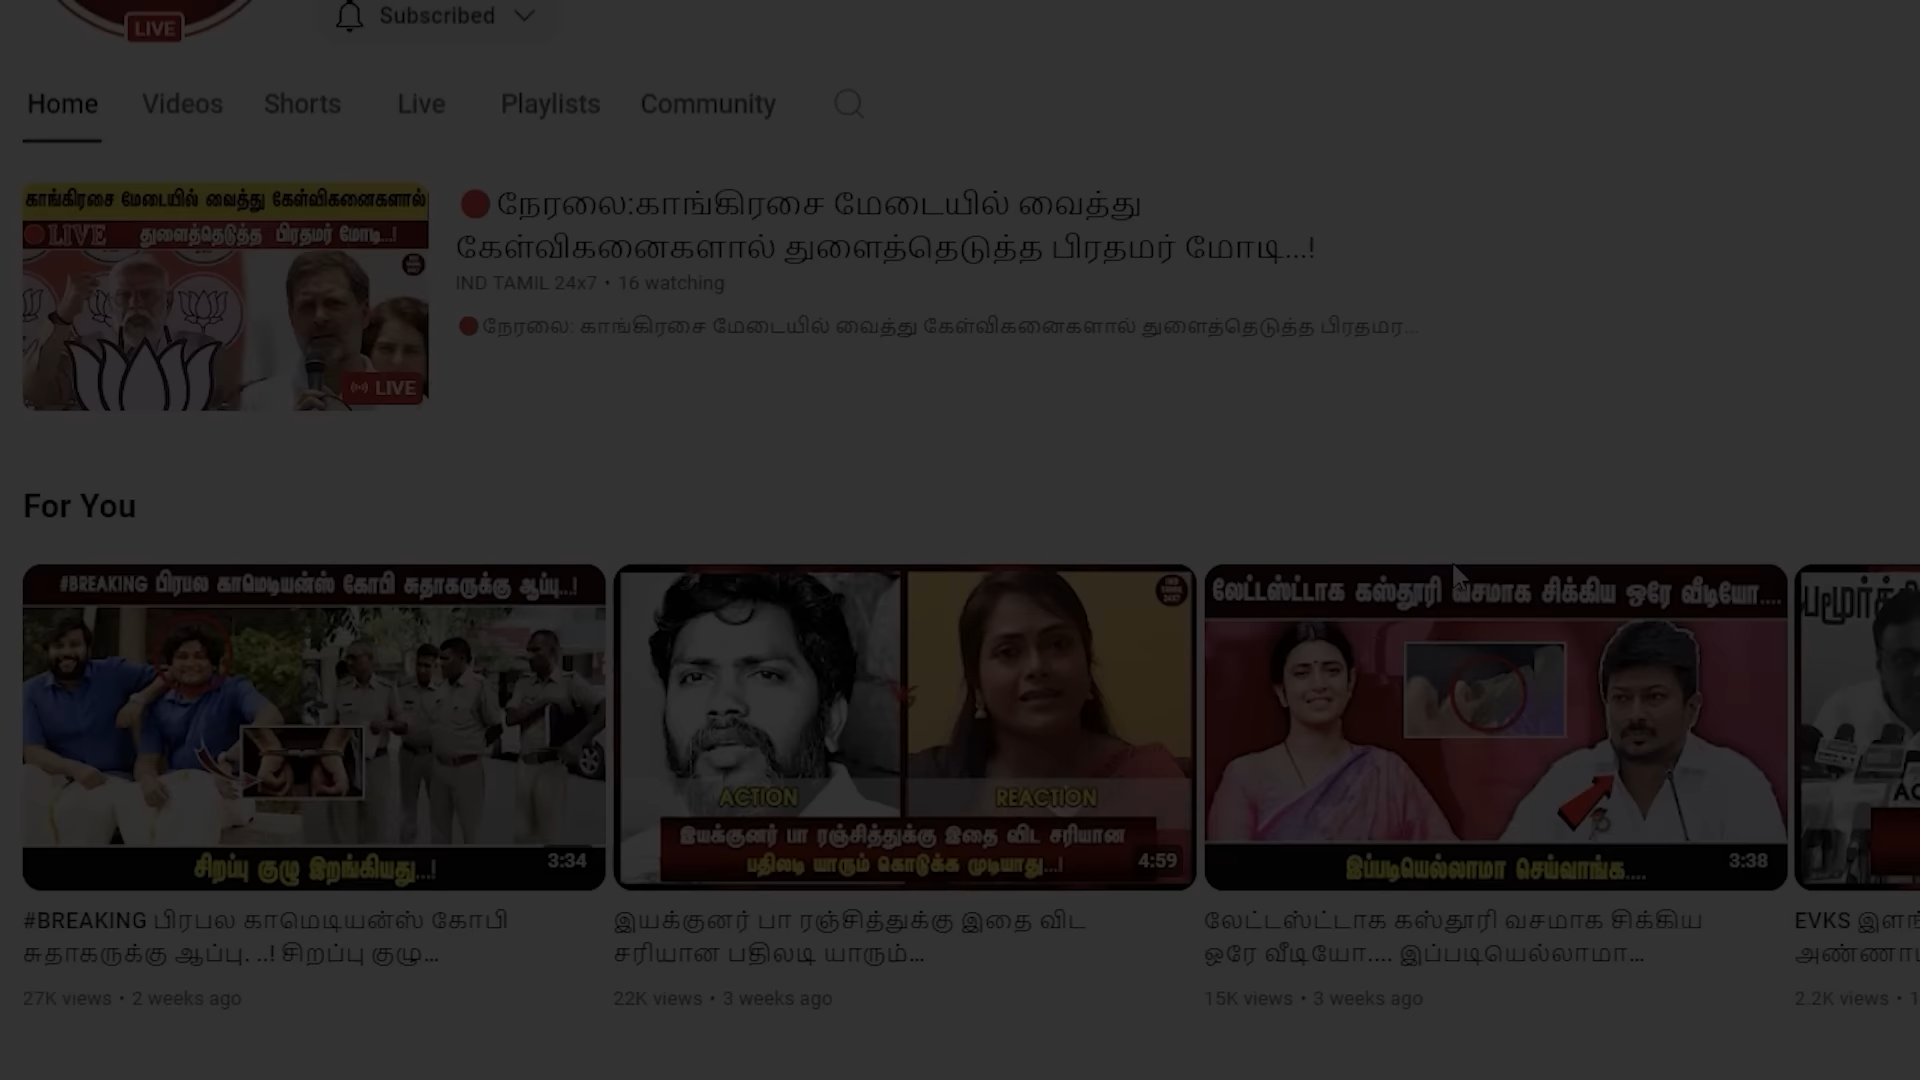 LIVE
Subscribed
Home Videos Shorts Live Playlists Community
காங்கிரசை மேடையில் வைத்து கேள்விகனைகளால்
LIVE துளைத்தெடுத்த பிரதமர் மோடி...!
LIVE
நேரலை:காங்கிரசை மேடையில் வைத்து
கேள்விகனைகளால் துளைத்தெடுத்த பிரதமர் மோடி...!
IND TAMIL 24x7 • 16 watching
நேரலை: காங்கிரசை மேடையில் வைத்து கேள்விகனைகளால் துளைத்தெடுத்த பிரதமர...
For You
#BREAKING பிரபல காமெடியன்ஸ் கோபி சுதாகருக்கு ஆப்பு...!
சிறப்பு குழு இறங்கியது...!
3:34
#BREAKING பிரபல காமெடியன்ஸ் கோபி
சுதாகருக்கு ஆப்பு. ..! சிறப்பு குழு...
27K views • 2 weeks ago
ACTION REACTION
இயக்குனர் பா ரஞ்சித்துக்கு இதை விட சரியான
பதிலடி யாரும் கொடுக்க முடியாது...!
4:59
இயக்குனர் பா ரஞ்சித்துக்கு இதை விட
சரியான பதிலடி யாரும்...
22K views • 3 weeks ago
லேட்டஸ்ட்டாக கஸ்தூரி வசமாக சிக்கிய ஒரே வீடியோ....
இப்படியெல்லாமா செய்வாங்க....
3:38
லேட்டஸ்ட்டாக கஸ்தூரி வசமாக சிக்கிய
ஒரே வீடியோ.... இப்படியெல்லாமா...
15K views • 3 weeks ago
EVKS
2.2K views •